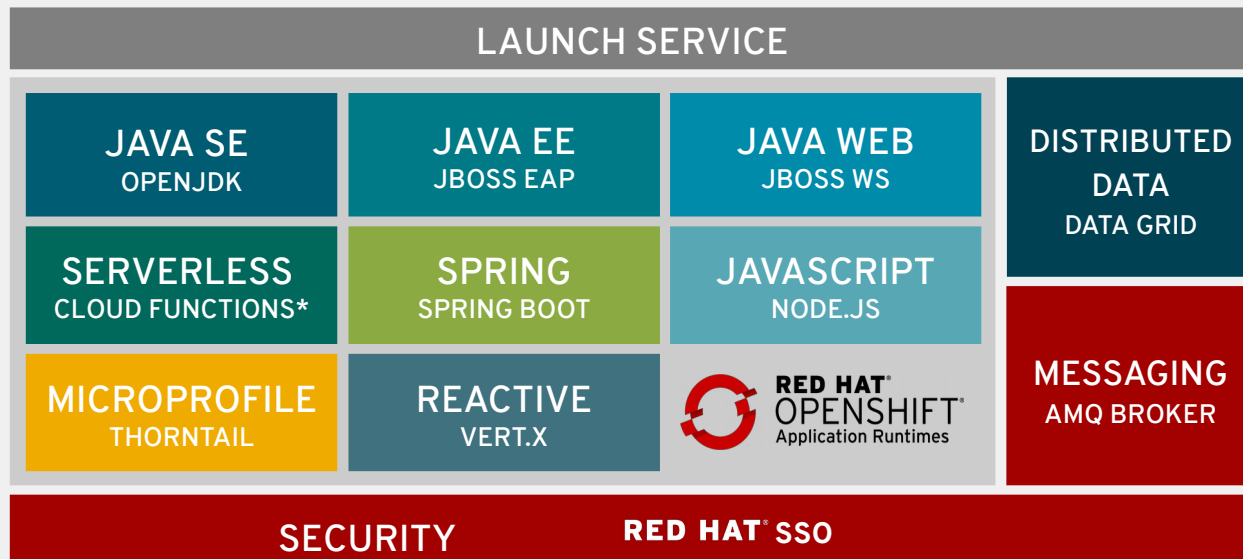 LAUNCH SERVICE
JAVA SE
OPENJDK
JAVA EE
JBOSS EAP
JAVA WEB
JBOSS WS
DISTRIBUTED
DATA
DATA GRID
SERVERLESS
CLOUD FUNCTIONS*
SPRING
SPRING BOOT
JAVASCRIPT
NODE.JS
MICROPROFILE
THORNTAIL
REACTIVE
VERT.X
RED HAT®
OPENSHIFT®
Application Runtimes
MESSAGING
AMQ BROKER
SECURITY RED HAT® SSO